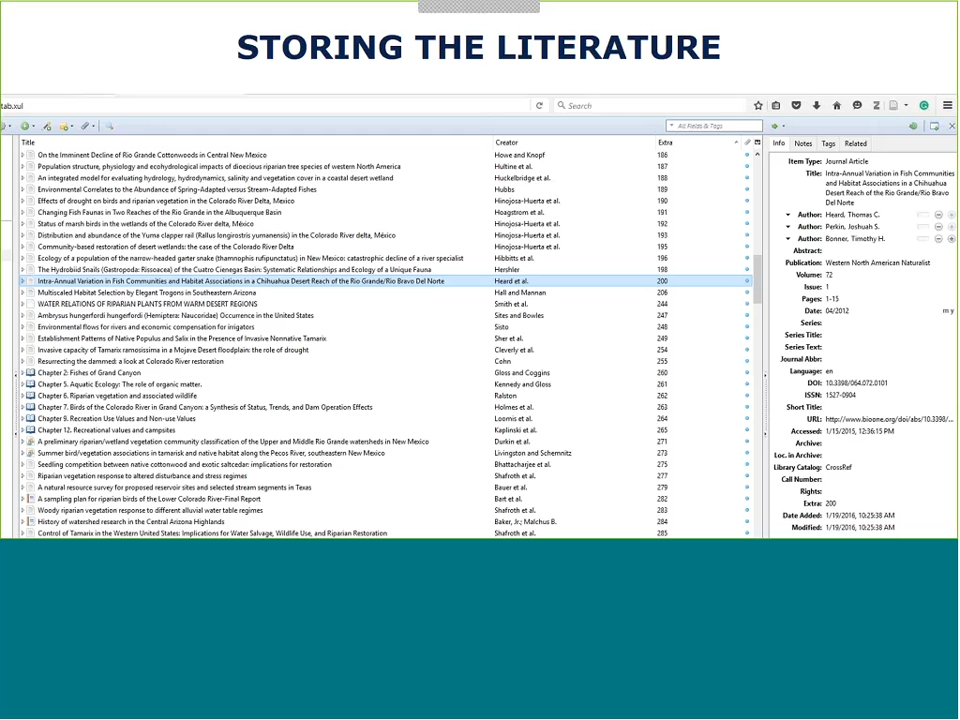 STORING THE LITERATURE
tab.xul
Search
All Fields & Tags
Title Creator Extra
On the Imminent Decline of Rio Grande Cottonwoods in Central New Mexico Howe and Knopf 186
Population structure, physiology and ecohydrological impacts of dioecious riparian tree species of western North America Hultine et al. 187
An integrated model for evaluating hydrology, hydrodynamics, salinity and vegetation cover in a coastal desert wetland Huckelbridge et al. 188
Environmental Correlates to the Abundance of Spring-Adapted versus Stream-Adapted Fishes Hubbs 189
Effects of drought on birds and riparian vegetation in the Colorado River Delta, Mexico Hinojosa-Huerta et al. 190
Changing Fish Faunas in Two Reaches of the Rio Grande in the Albuquerque Basin Hoagstrom et al. 191
Status of marsh birds in the wetlands of the Colorado River delta, México Hinojosa-Huerta et al. 192
Distribution and abundance of the Yuma clapper rail (Rallus longirostris yumanensis) in the Colorado River delta, México Hinojosa-Huerta et al. 193
Community-based restoration of desert wetlands: the case of the Colorado River Delta Hinojosa-Huerta et al. 195
Ecology of a population of the narrow-headed garter snake (thamnophis rufipunctatus) in New Mexico: catastrophic decline of a river specialist Hibbitts et al. 196
The Hydrobiid Snails (Gastropoda: Rissoacea) of the Cuatro Cienegas Basin: Systematic Relationships and Ecology of a Unique Fauna Hershler 198
Intra-Annual Variation in Fish Communities and Habitat Associations in a Chihuahua Desert Reach of the Rio Grande/Rio Bravo Del Norte Heard et al. 200
Multiscaled Habitat Selection by Elegant Trogons in Southeastern Arizona Hall and Mannan 206
WATER RELATIONS OF RIPARIAN PLANTS FROM WARM DESERT REGIONS Smith et al. 244
Ambrysus hungerfordi hungerfordi (Hemiptera: Naucoridae) Occurrence in the United States Sites and Bowles 247
Environmental flows for rivers and economic compensation for irrigators Sisto 248
Establishment Patterns of Native Populus and Salix in the Presence of Invasive Nonnative Tamarix Sher et al. 249
Invasive capacity of Tamarix ramosissima in a Mojave Desert floodplain: the role of drought Cleverly et al. 254
Resurrecting the dammed: a look at Colorado River restoration Cohn 255
Chapter 2: Fishes of Grand Canyon Gloss and Coggins 260
Chapter 5. Aquatic Ecology: The role of organic matter. Kennedy and Gloss 261
Chapter 6. Riparian vegetation and associated wildlife Ralston 262
Chapter 7. Birds of the Colorado River in Grand Canyon: a Synthesis of Status, Trends, and Dam Operation Effects Holmes et al. 263
Chapter 9. Recreation Use Values and Non-use Values Loomis et al. 264
Chapter 12. Recreational values and campsites Kaplinski et al. 265
A preliminary riparian/wetland vegetation community classification of the Upper and Middle Rio Grande watersheds in New Mexico Durkin et al. 271
Summer bird/vegetation associations in tamarisk and native habitat along the Pecos River, southeastern New Mexico Livingston and Schemnitz 273
Seedling competition between native cottonwood and exotic saltcedar: implications for restoration Bhattacharjee et al. 275
Riparian vegetation response to altered disturbance and stress regimes Shafroth et al. 277
A natural resource survey for proposed reservoir sites and selected stream segments in Texas Bauer et al. 279
A sampling plan for riparian birds of the Lower Colorado River-Final Report Bart et al. 282
Woody riparian vegetation response to different alluvial water table regimes Shafroth et al. 283
History of watershed research in the Central Arizona Highlands Baker, Jr.; Malchus B. 284
Control of Tamarix in the Western United States: Implications for Water Salvage, Wildlife Use, and Riparian Restoration Shafroth et al. 285
Info Notes Tags Related
Item Type: Journal Article
Title: Intra-Annual Variation in Fish Communities
and Habitat Associations in a Chihuahua
Desert Reach of the Rio Grande/Rio Bravo
Del Norte
Author: Heard, Thomas C.
Author: Perkin, Joshuah S.
Author: Bonner, Timothy H.
Abstract:
Publication: Western North American Naturalist
Volume: 72
Issue: 1
Pages: 1-15
Date: 04/2012 m y
Series:
Series Title:
Series Text:
Journal Abbr:
Language: en
DOI: 10.3398/064.072.0101
ISSN: 1527-0904
Short Title:
URL: http://www.bioone.org/doi/abs/10.3398/...
Accessed: 1/15/2015, 12:36:15 PM
Archive:
Loc. in Archive:
Library Catalog: CrossRef
Call Number:
Rights:
Extra: 200
Date Added: 1/19/2016, 10:25:38 AM
Modified: 1/19/2016, 10:25:38 AM